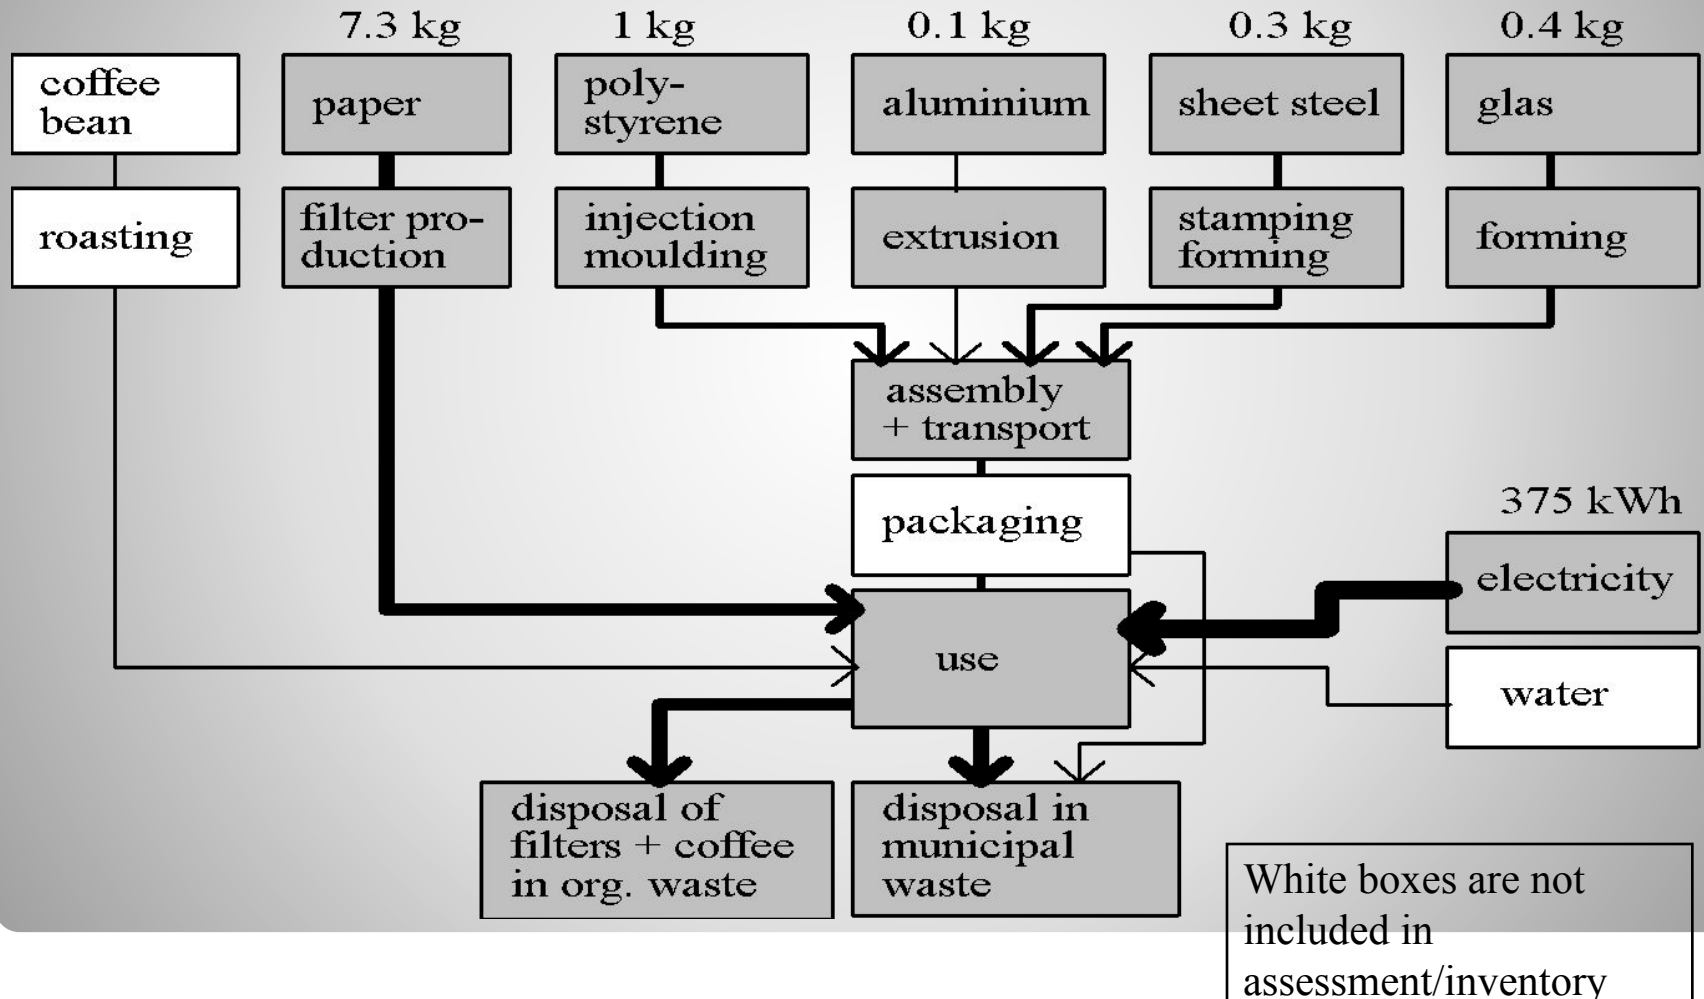 7.3 kg
1 kg
0.1 kg
0.3 kg
0.4 kg
coffee
bean
paper
poly-
styrene
aluminium
sheet steel
glas
roasting
filter pro-
duction
injection
moulding
extrusion
stamping
forming
forming
assembly
+ transport
packaging
375 kWh
electricity
use
water
disposal of
filters + coffee
in org. waste
disposal in
municipal
waste
White boxes are not
included in
assessment/inventory